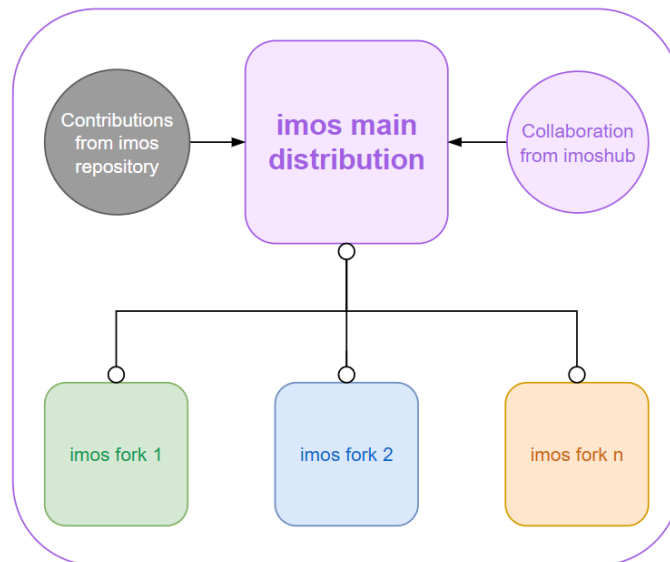 Contributions
from imos
repository
imos main
distribution
Collaboration
from imoshub
imos fork 1
imos fork 2
imos fork n